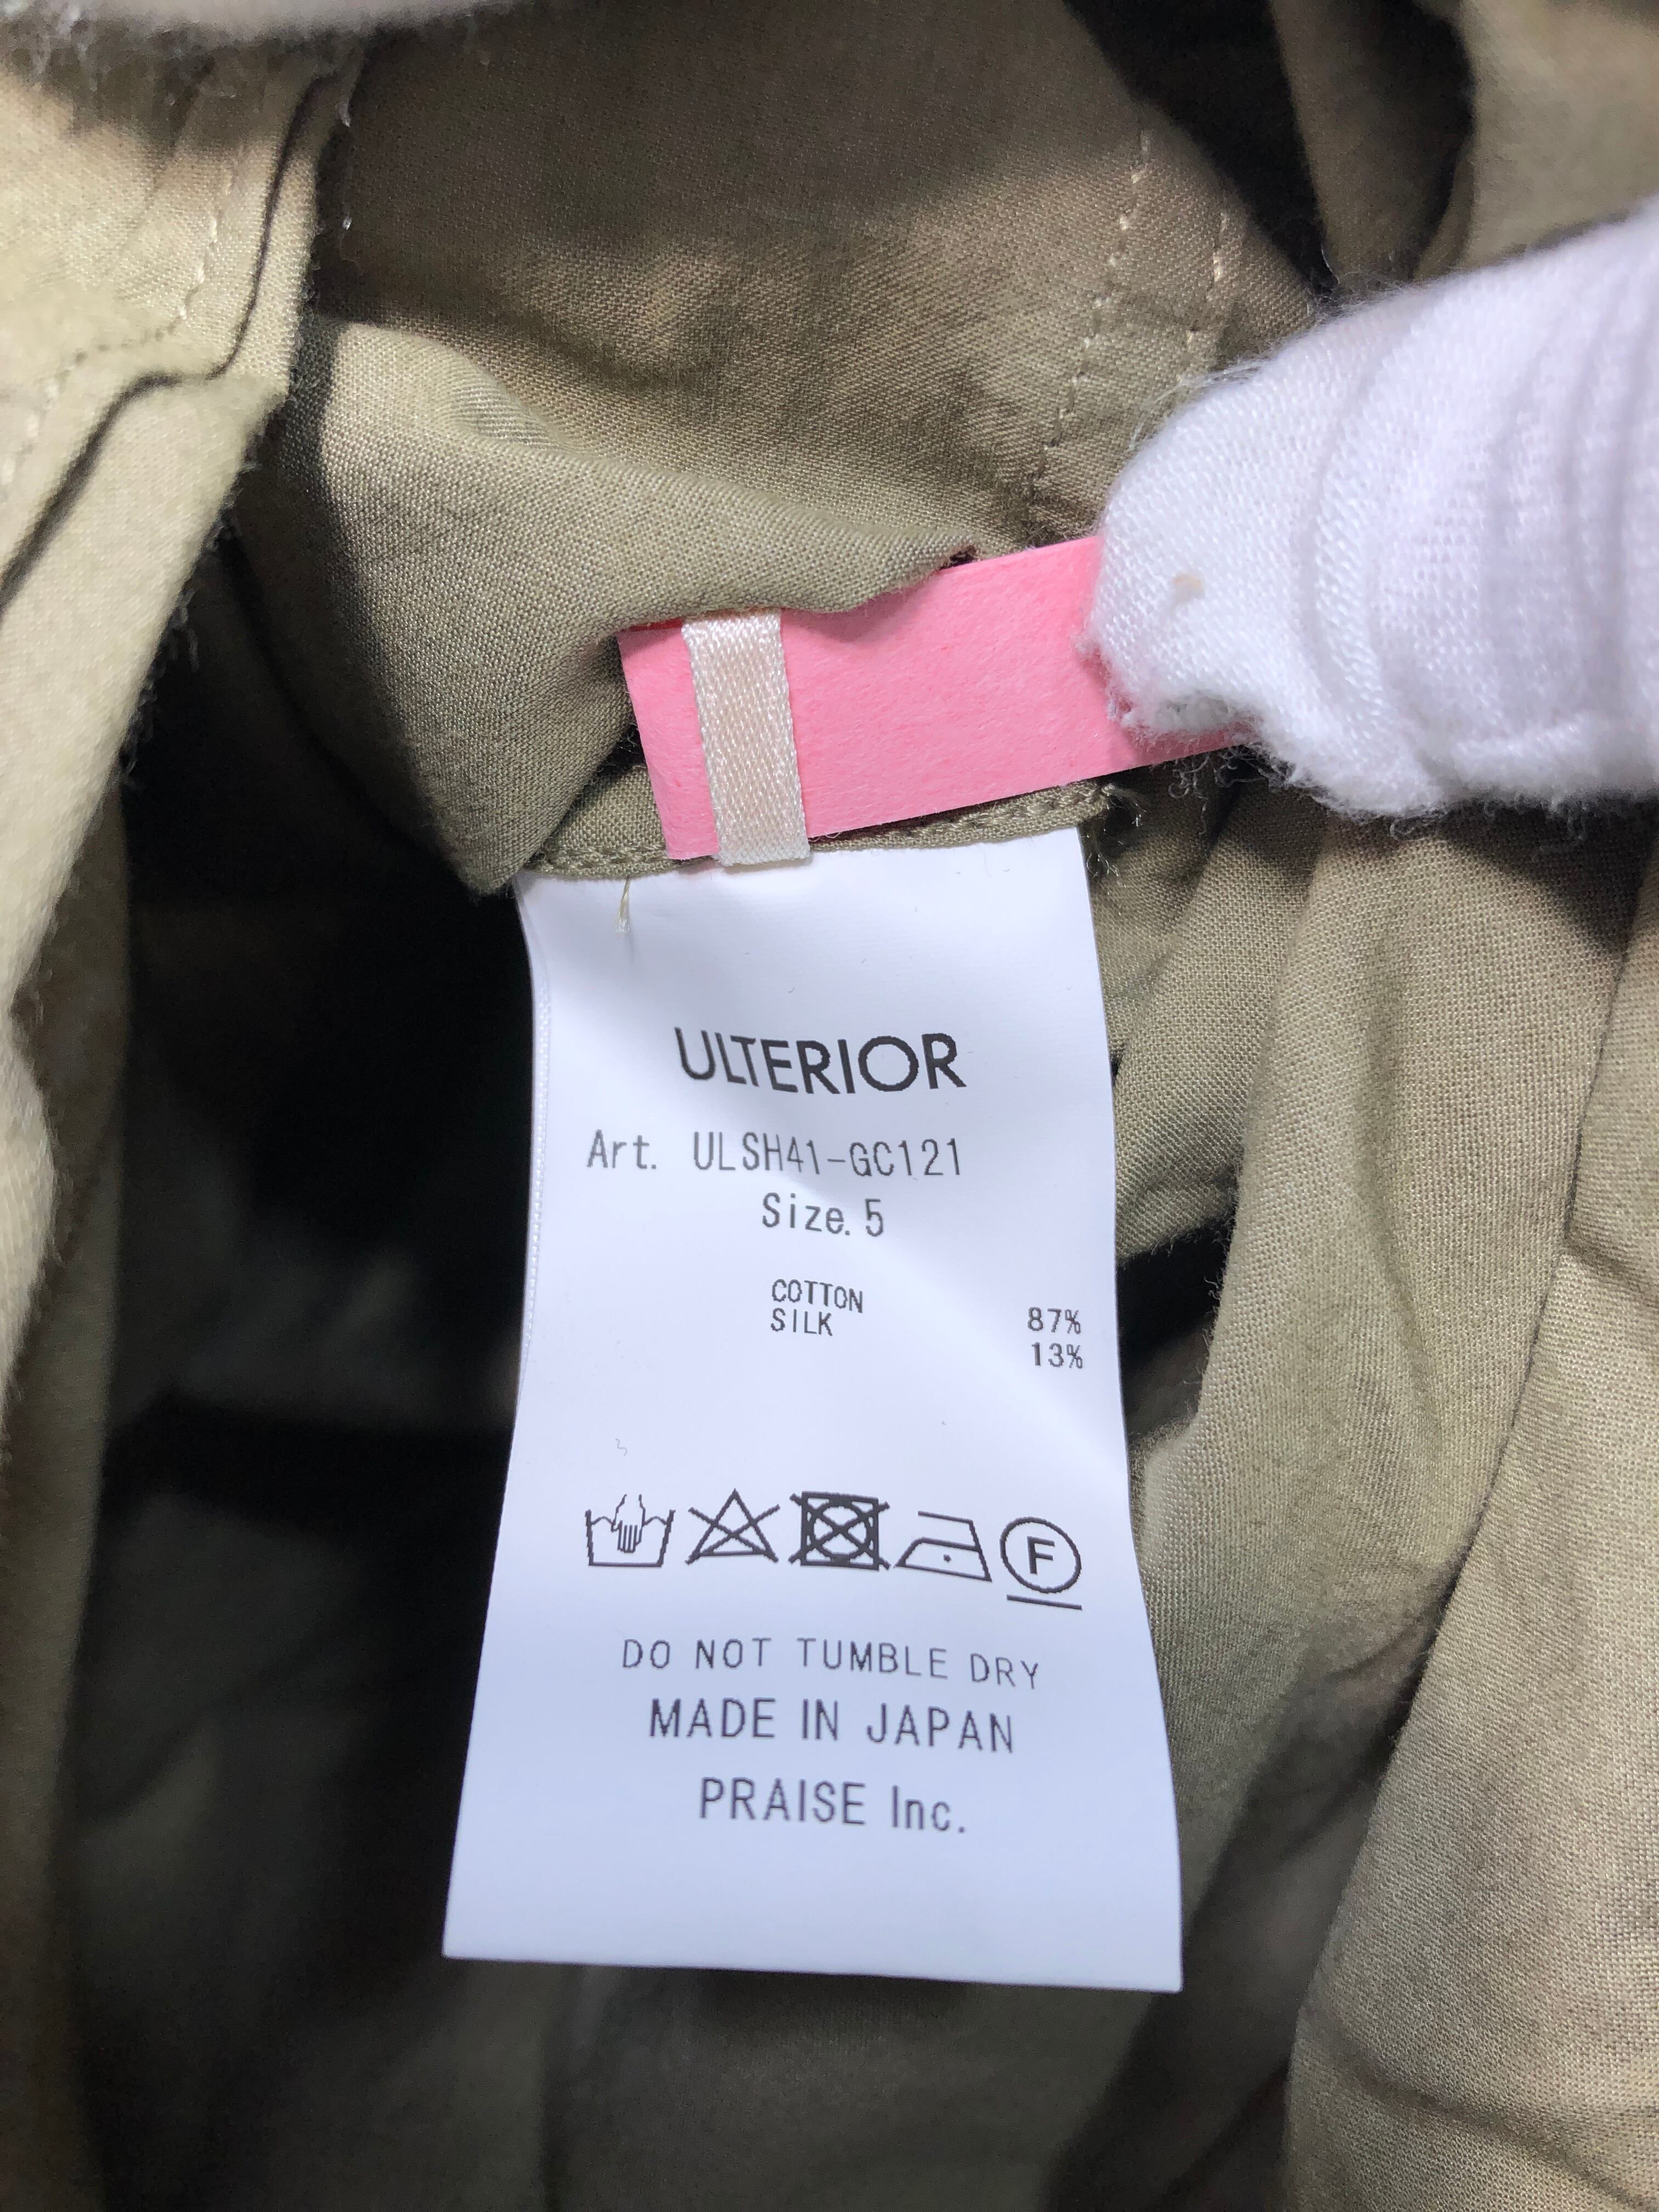 ULTERIOR
Art. ULSH41-GC121
Size. 5
COTTON 87%
SILK 13%
F
DO NOT TUMBLE DRY
MADE IN JAPAN
PRAISE Inc.